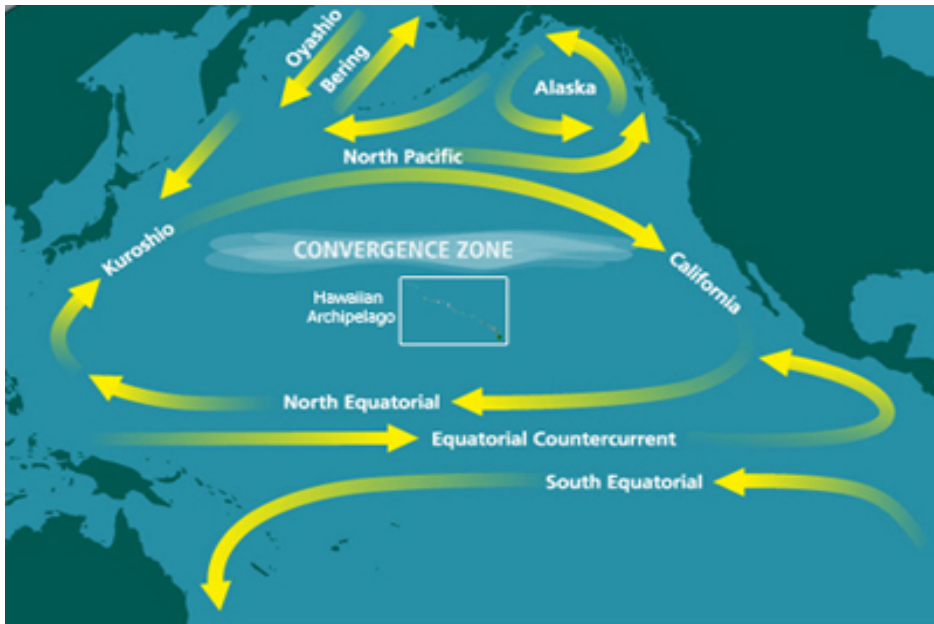 Oyashio
Bering
Alaska
North Pacific
Kuroshio
CONVERGENCE ZONE
California
Hawaiian
Archipelago
North Equatorial
Equatorial Countercurrent
South Equatorial